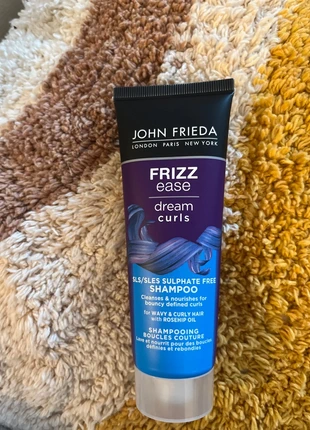 JOHN FRIEDA
LONDON PARIS NEW YORK
FRIZZ
ease
dream
curls
SLS/SLES SULPHATE FREE
SHAMPOO
Cleanses & nourishes for
bouncy defined curls
for WAVY & CURLY HAIR
with ROSEHIP OIL
SHAMPOOING
BOUCLES COUTURE
Lave et nourrit pour des boucles
définies et rebondies